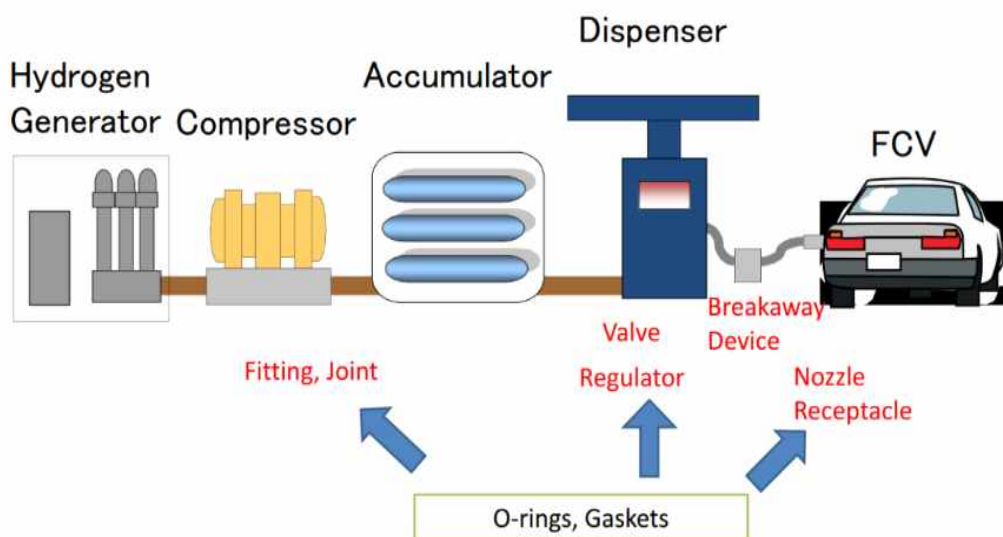 Dispenser
Hydrogen
Generator
Compressor
Accumulator
FCV
Fitting, Joint
Valve
Regulator
Breakaway
Device
Nozzle
Receptacle
O-rings, Gaskets